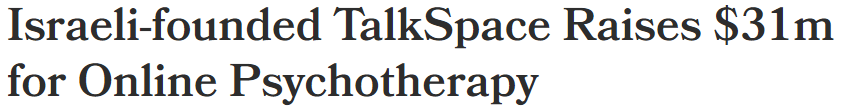 Israeli-founded TalkSpace Raises $31m
for Online Psychotherapy